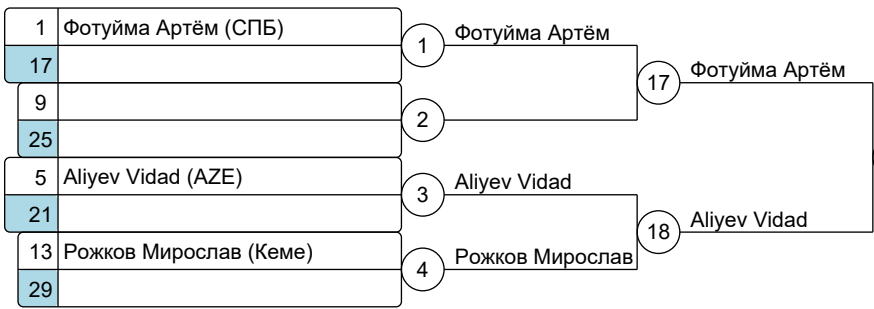 1 Фотуйма Артём (СПБ)
17
1 Фотуйма Артём
9
25
2
17 Фотуйма Артём
5 Aliyev Vidad (AZE)
21
3 Aliyev Vidad
13 Рожков Мирослав (Кеме)
29
4 Рожков Мирослав
18 Aliyev Vidad